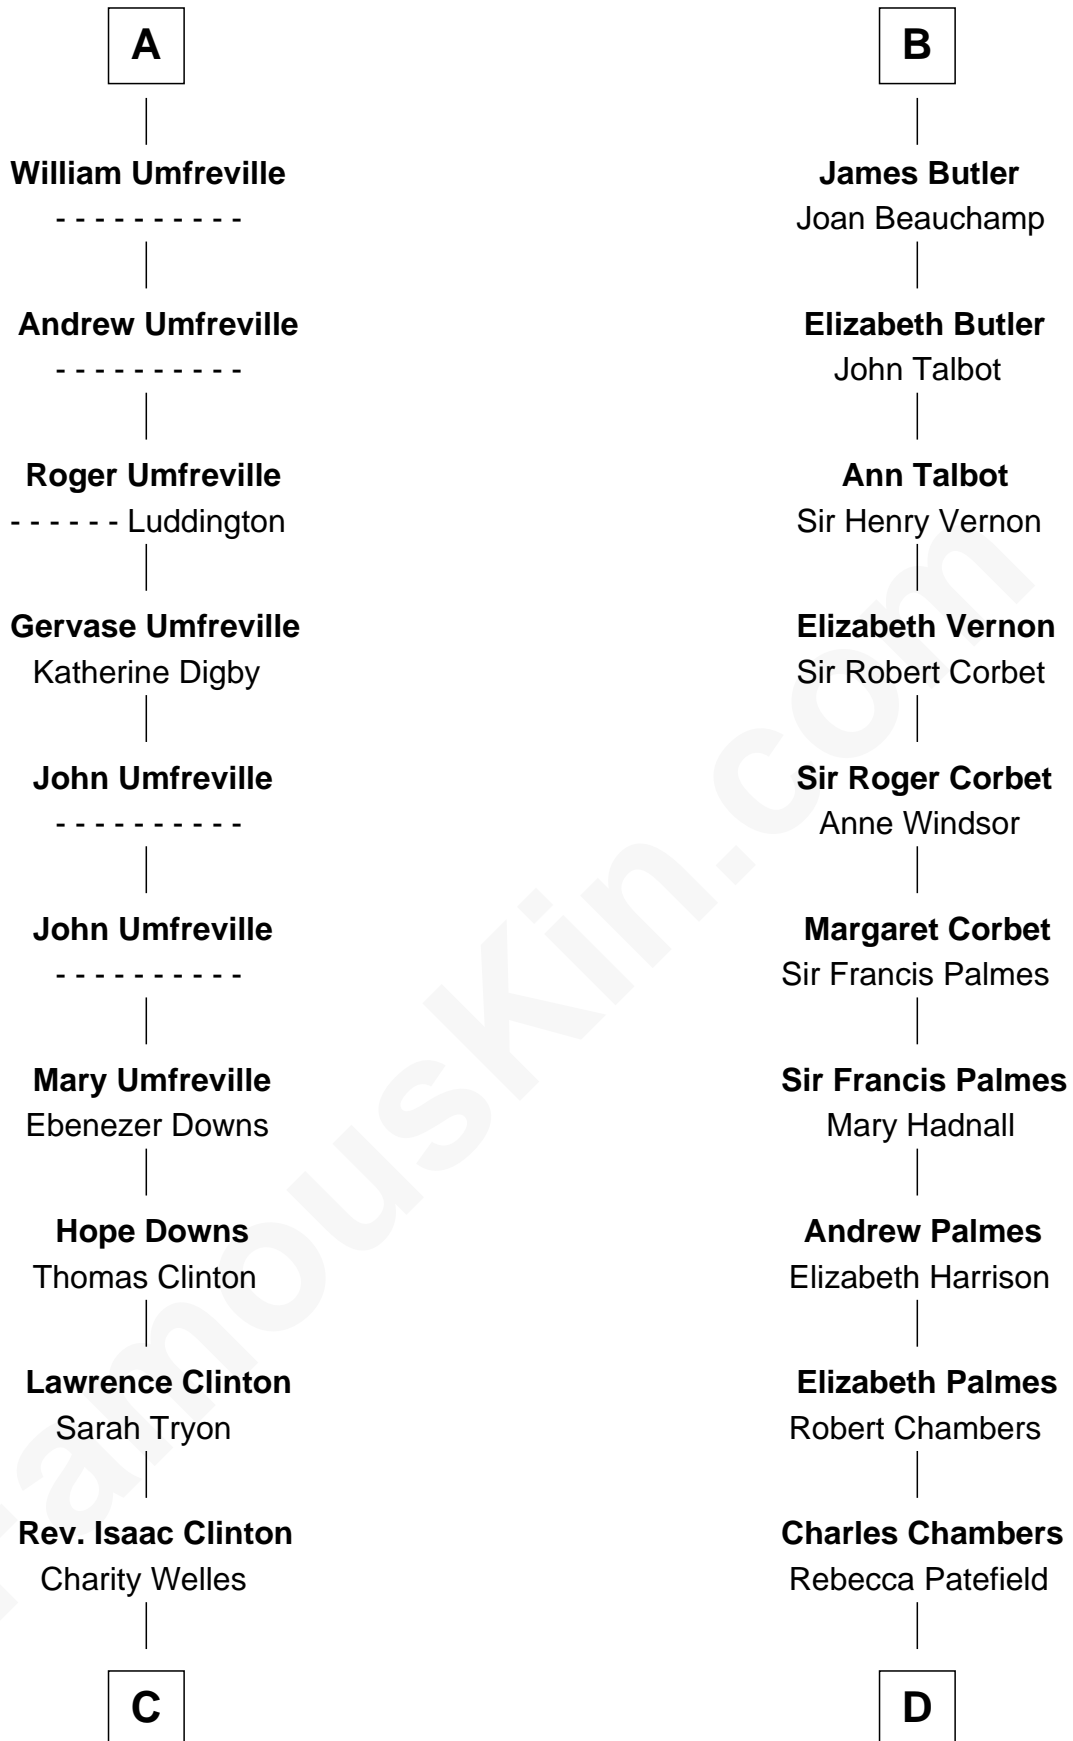 A
William Umfreville
- - - - - - - - - -
Andrew Umfreville
- - - - - - - - - -
Roger Umfreville
- - - - - - Luddington
Gervase Umfreville
Katherine Digby
John Umfreville
- - - - - - - - - -
John Umfreville
- - - - - - - - - -
Mary Umfreville
Ebenezer Downs
Hope Downs
Thomas Clinton
Lawrence Clinton
Sarah Tryon
Rev. Isaac Clinton
Charity Welles
C
B
James Butler
Joan Beauchamp
Elizabeth Butler
John Talbot
Ann Talbot
Sir Henry Vernon
Elizabeth Vernon
Sir Robert Corbet
Sir Roger Corbet
Anne Windsor
Margaret Corbet
Sir Francis Palmes
Sir Francis Palmes
Mary Hadnall
Andrew Palmes
Elizabeth Harrison
Elizabeth Palmes
Robert Chambers
Charles Chambers
Rebecca Patefield
D
FamousKin.com